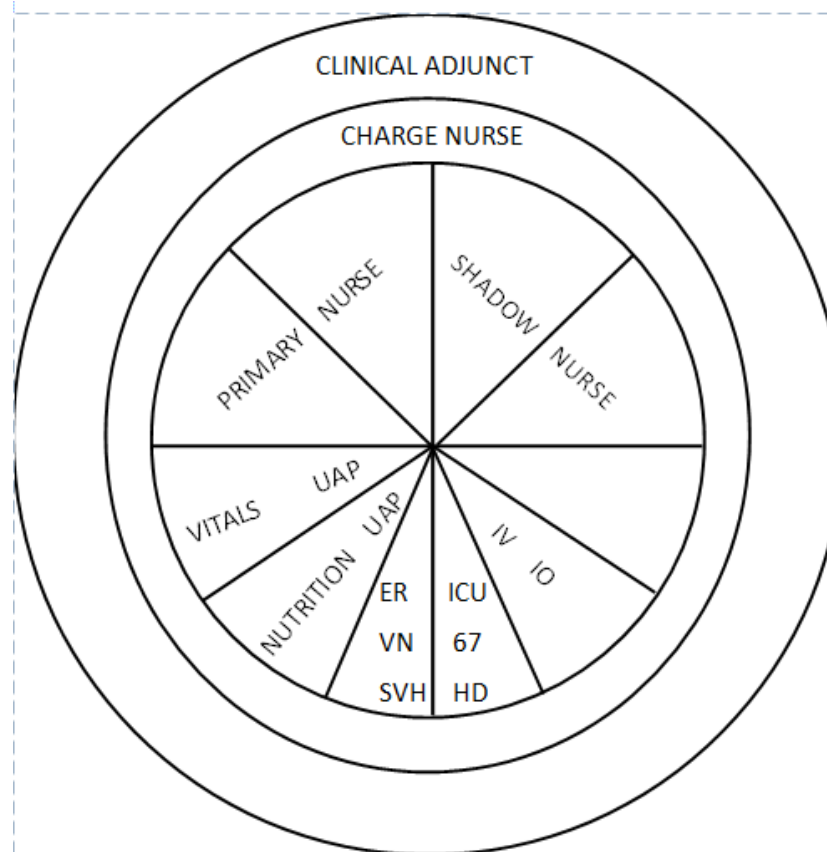 CLINICAL ADJUNCT
CHARGE NURSE
PRIMARY NURSE
SHADOW NURSE
VITALS UAP
NUTRITION UAP
ER
VN
SVH
ICU
67
HD
IV IO